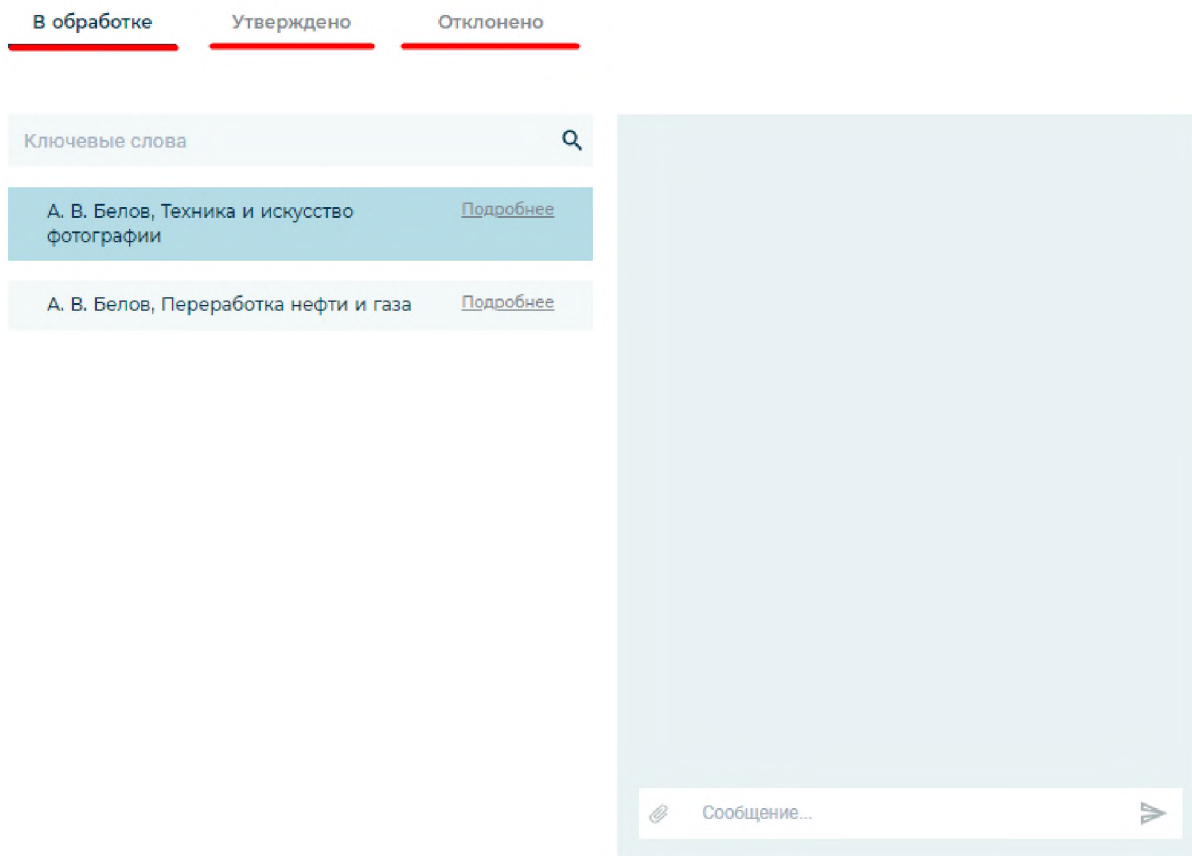 В обработке Утверждено Отклонено
Ключевые слова
А. В. Белов, Техника и искусство Подробнее
фотографии
А. В. Белов, Переработка нефти и газа Подробнее
Сообщение...